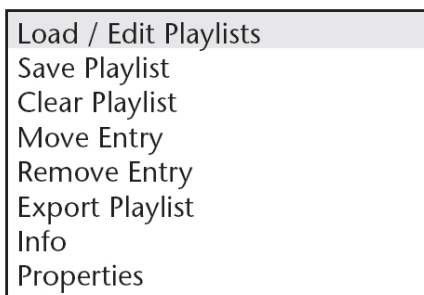 Load / Edit Playlists
Save Playlist
Clear Playlist
Move Entry
Remove Entry
Export Playlist
Info
Properties